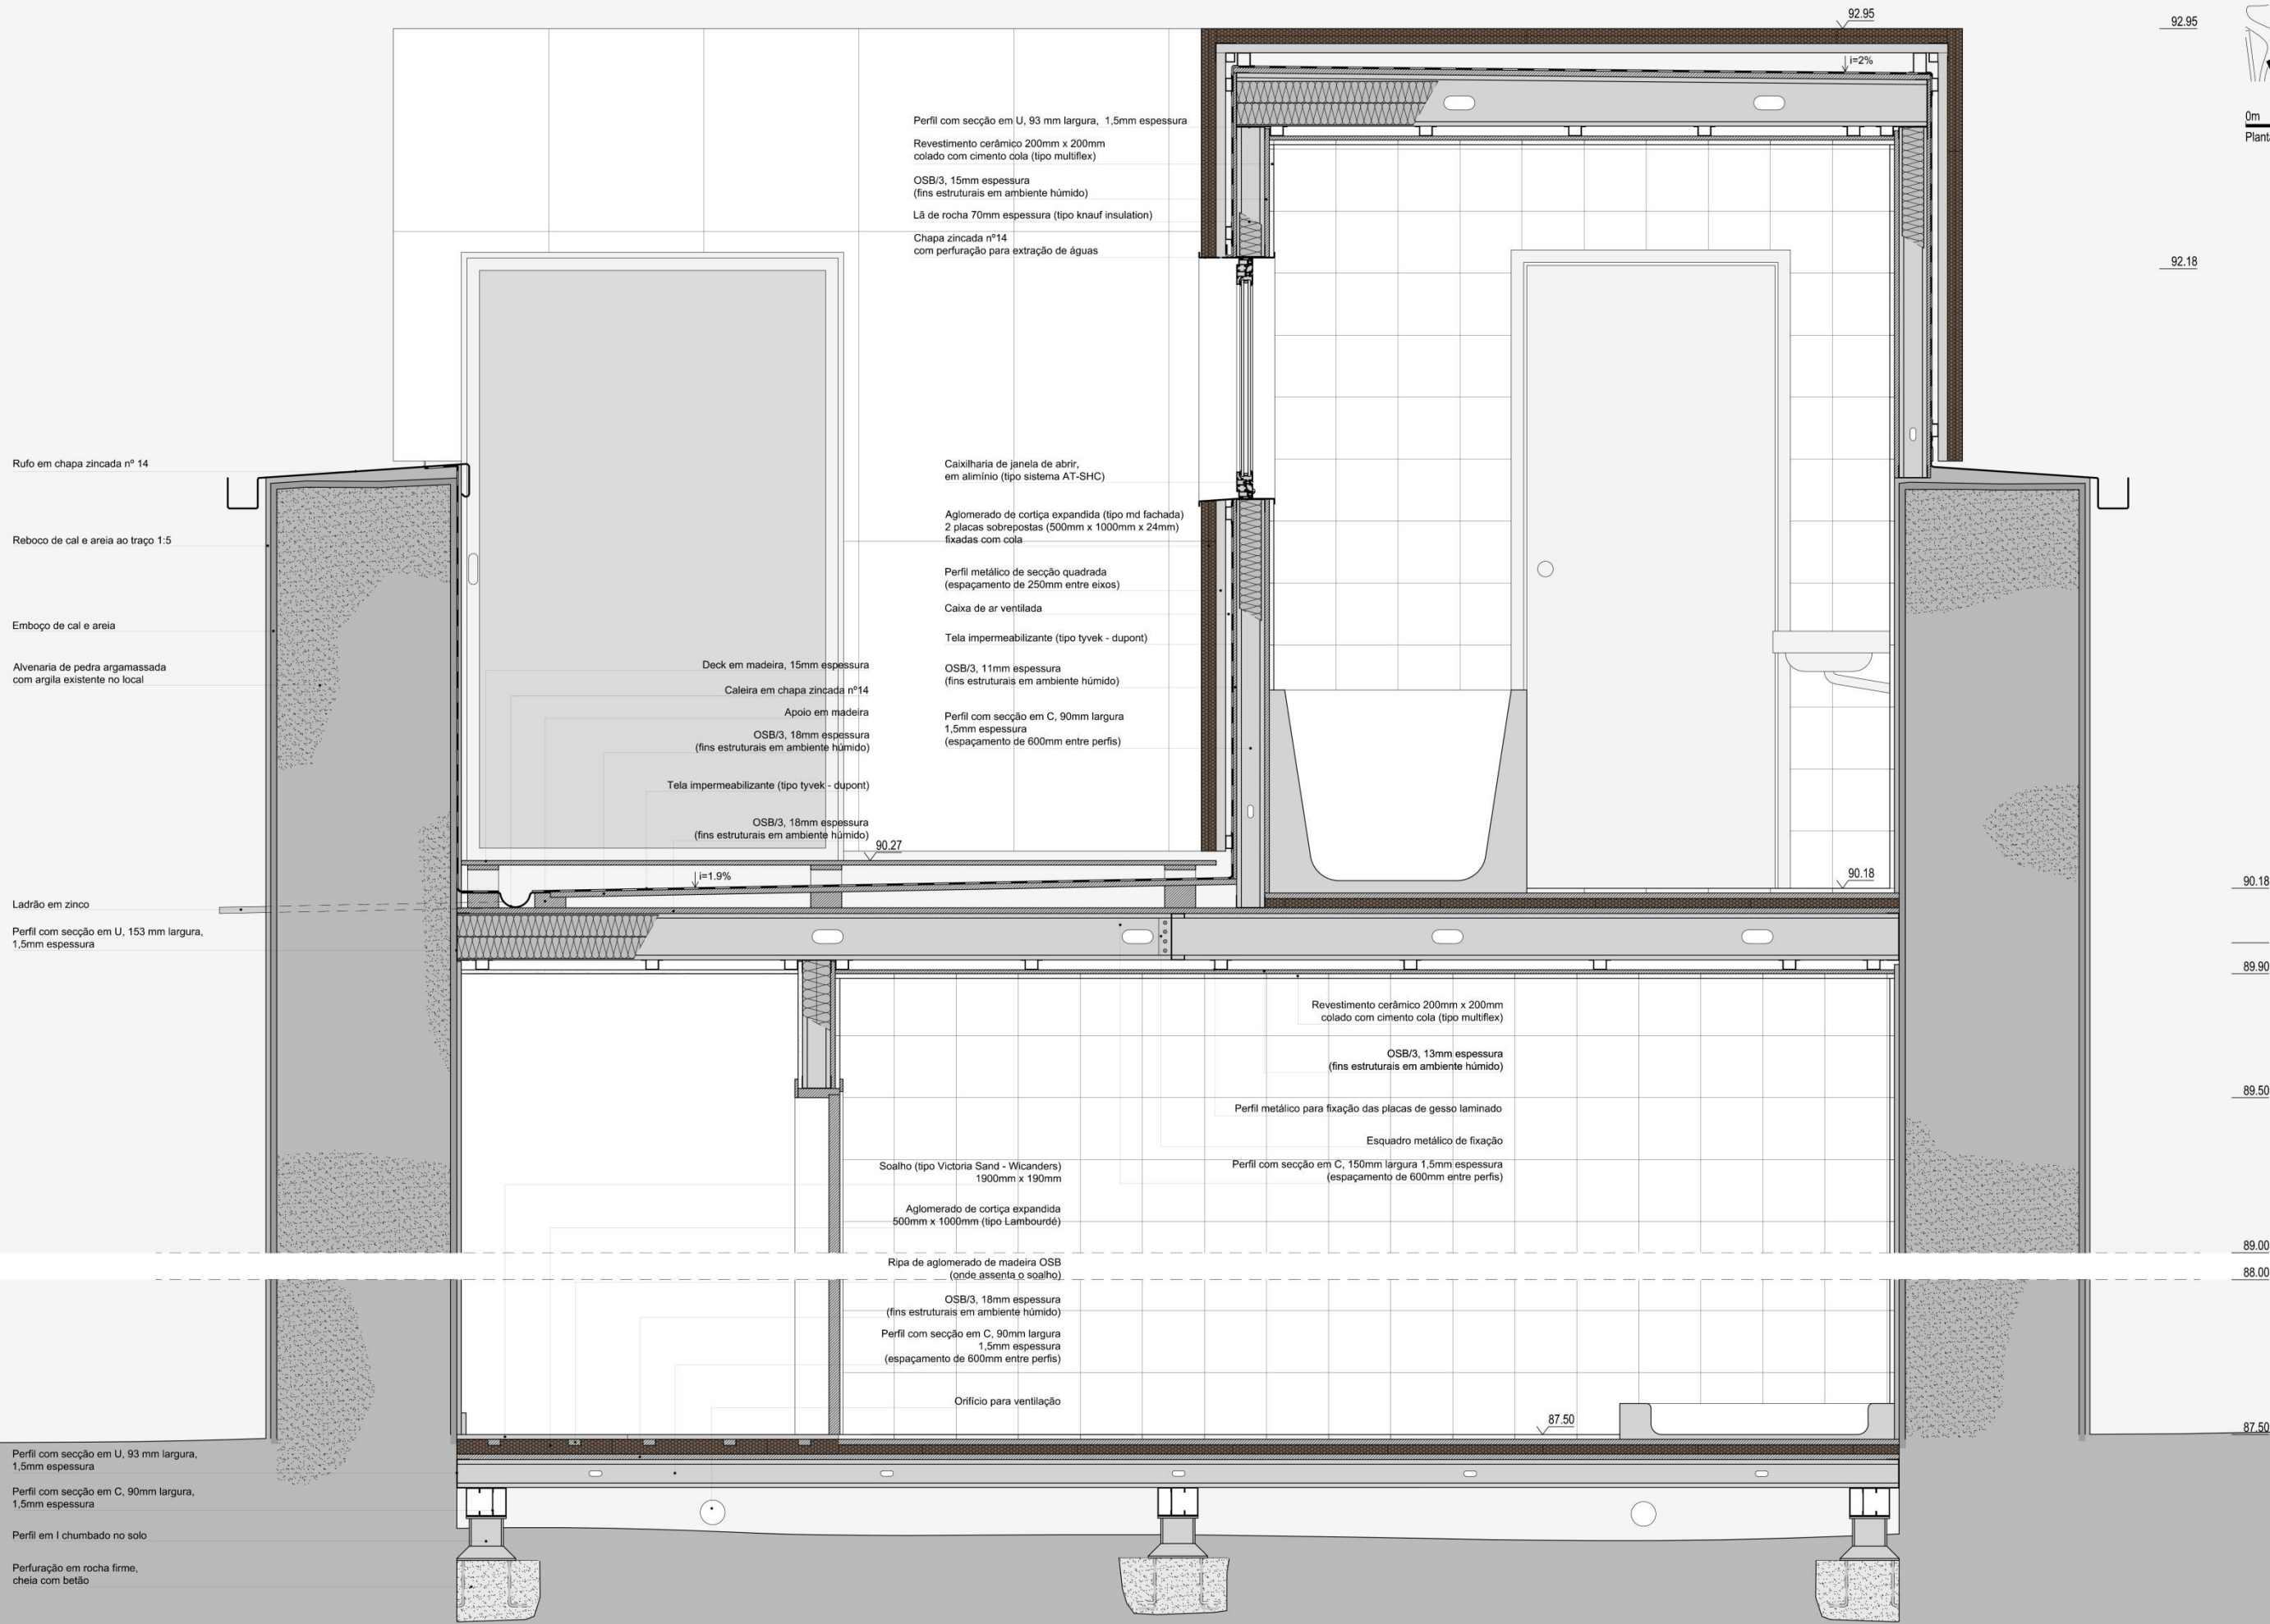 92.95
92.95
i=2%
0m
Perfil com secção em U, 93 mm largura, 1,5mm espessura
Revestimento cerâmico 200mm x 200mm
colado com cimento cola (tipo multiflex)
OSB/3, 15mm espessura
(fins estruturais em ambiente húmido)
Lã de rocha 70mm espessura (tipo knauf insulation)
Chapa zincada nº14
com perfuração para extração de águas
92.18
Rufo em chapa zincada nº 14
Reboco de cal e areia ao traço 1:5
Emboço de cal e areia
Alvenaria de pedra argamassada
com argila existente no local
Ladrão em zinco
Perfil com secção em U, 153 mm largura,
1,5mm espessura
Caixilharia de janela de abrir,
em alimínio (tipo sistema AT-SHC)
Aglomerado de cortiça expandida (tipo md fachada)
2 placas sobrepostas (500mm x 1000mm x 24mm)
fixadas com cola
Perfil metálico de secção quadrada
(espaçamento de 250mm entre eixos)
Caixa de ar ventilada
Tela impermeabilizante (tipo tyvek - dupont)
OSB/3, 11mm espessura
(fins estruturais em ambiente húmido)
Perfil com secção em C, 90mm largura
1,5mm espessura
(espaçamento de 600mm entre perfis)
Deck em madeira, 15mm espessura
Caleira em chapa zincada nº14
Apoio em madeira
OSB/3, 18mm espessura
(fins estruturais em ambiente húmido)
Tela impermeabilizante (tipo tyvek - dupont)
OSB/3, 18mm espessura
(fins estruturais em ambiente húmido)
90.27
i=1.9%
90.18
90.18
89.90
Revestimento cerâmico 200mm x 200mm
colado com cimento cola (tipo multiflex)
OSB/3, 13mm espessura
(fins estruturais em ambiente húmido)
Perfil metálico para fixação das placas de gesso laminado
Esquadro metálico de fixação
Perfil com secção em C, 150mm largura 1,5mm espessura
(espaçamento de 600mm entre perfis)
89.50
Soalho (tipo Victoria Sand - Wicanders)
1900mm x 190mm
Aglomerado de cortiça expandida
500mm x 1000mm (tipo Lambourdé)
Ripa de aglomerado de madeira OSB
(onde assenta o soalho)
OSB/3, 18mm espessura
(fins estruturais em ambiente húmido)
Perfil com secção em C, 90mm largura
1,5mm espessura
(espaçamento de 600mm entre perfis)
Orifício para ventilação
89.00
88.00
87.50
87.50
Perfil com secção em U, 93 mm largura,
1,5mm espessura
Perfil com secção em C, 90mm largura,
1,5mm espessura
Perfil em I chumbado no solo
Perfuração em rocha firme,
cheia com betão